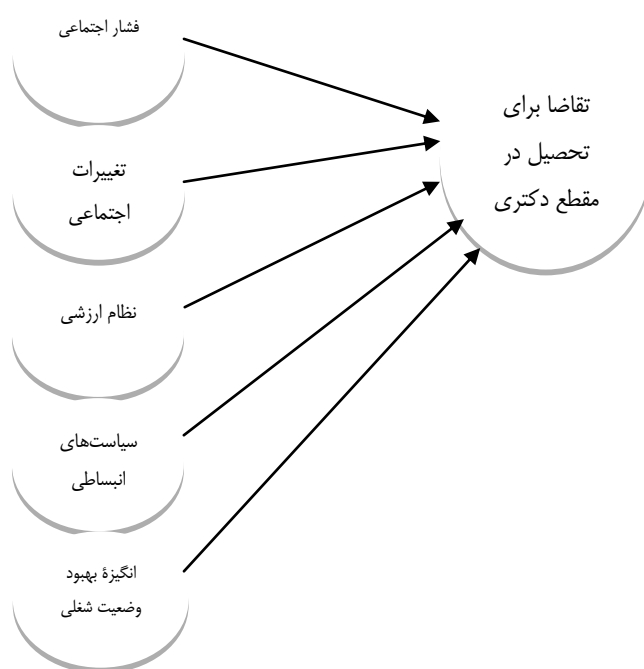 فشار اجتماعی
تقاضا برای
تحصیل در
مقطع دکتری
تغییرات
اجتماعی
نظام ارزشی
سیاست‌های
انبساطی
انگیزۀ بهبود
وضعیت شغلی